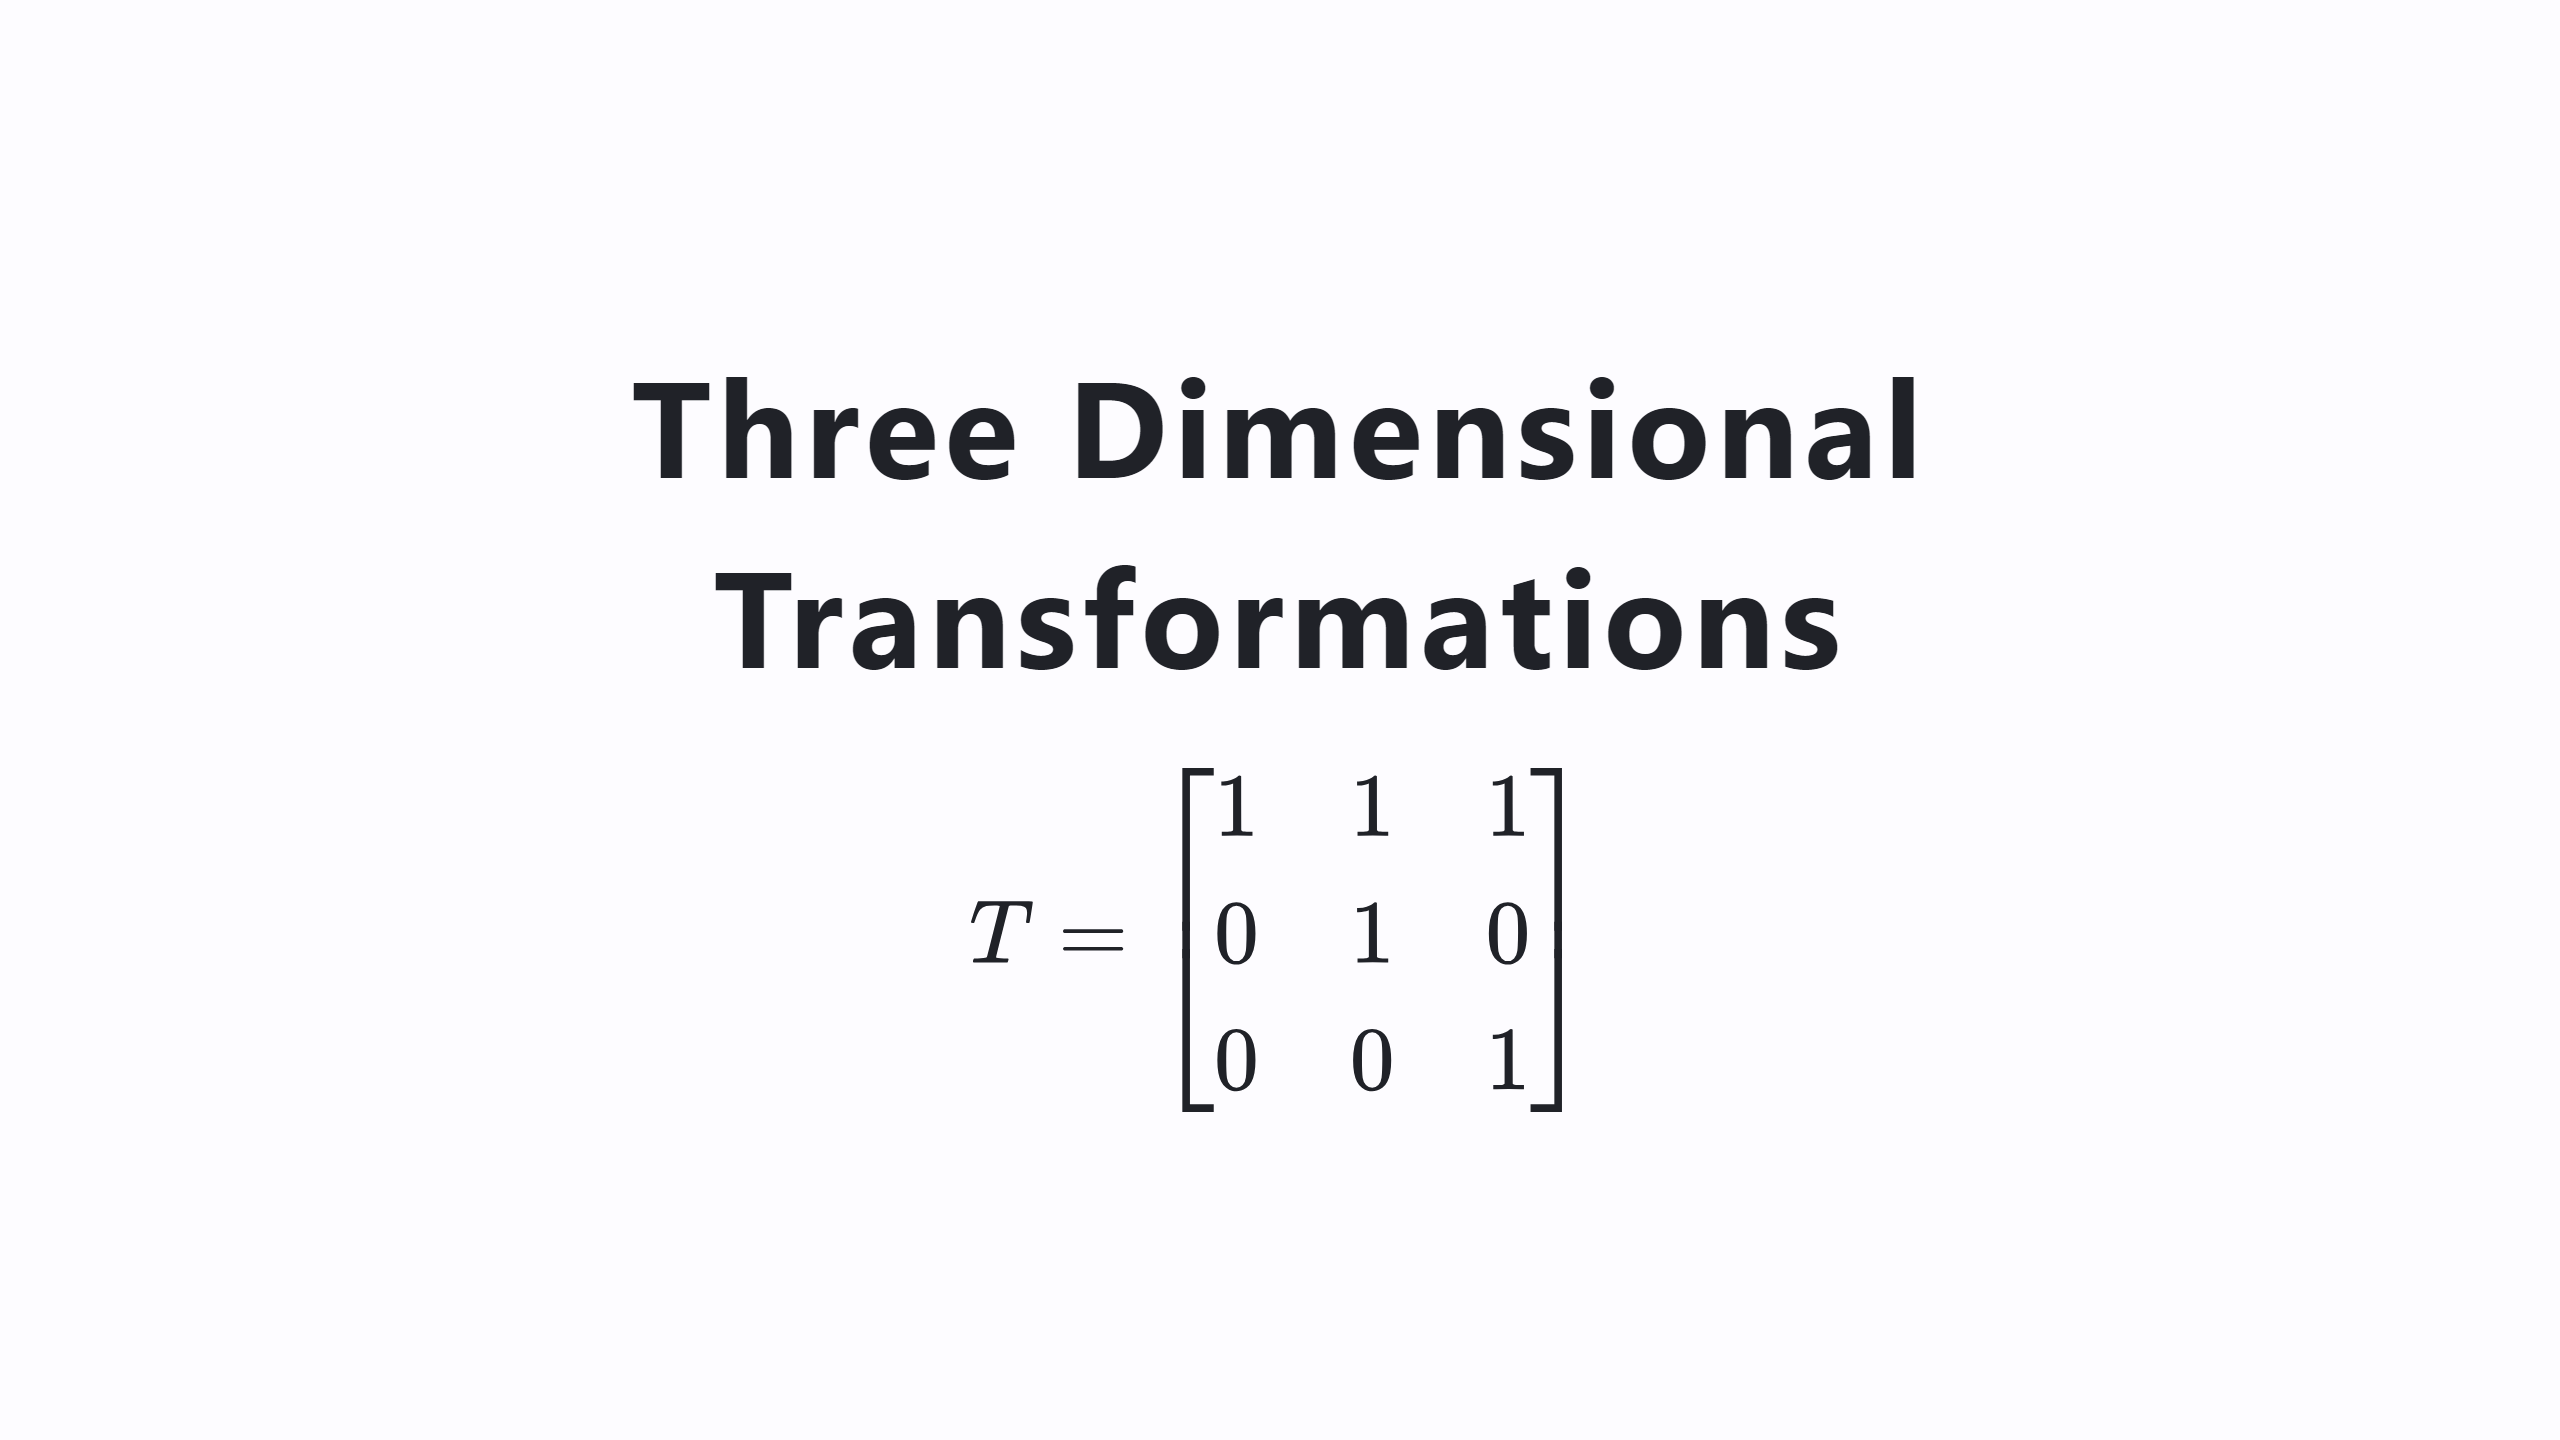 Three Dimensional
Transformations
1 1 1
T = 0 1 0
0 0 1